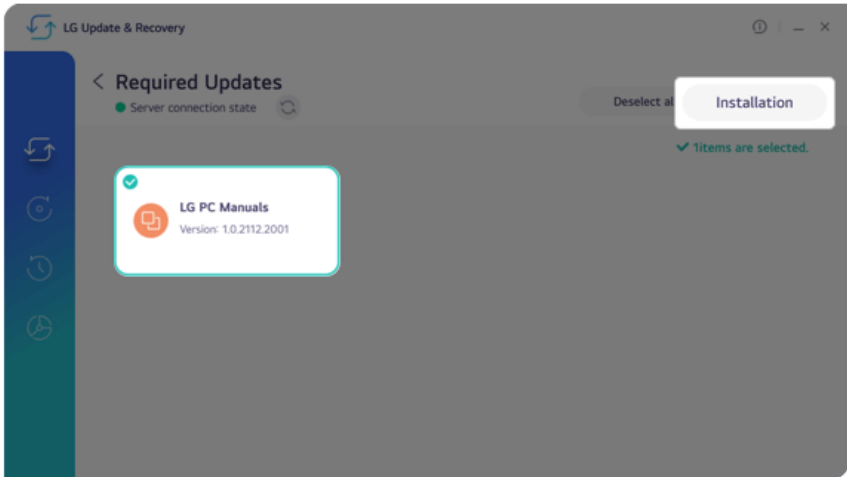 LG Update & Recovery
Required Updates
Server connection state
Deselect al
Installation
1items are selected.
LG PC Manuals
Version: 1.0.2112.2001